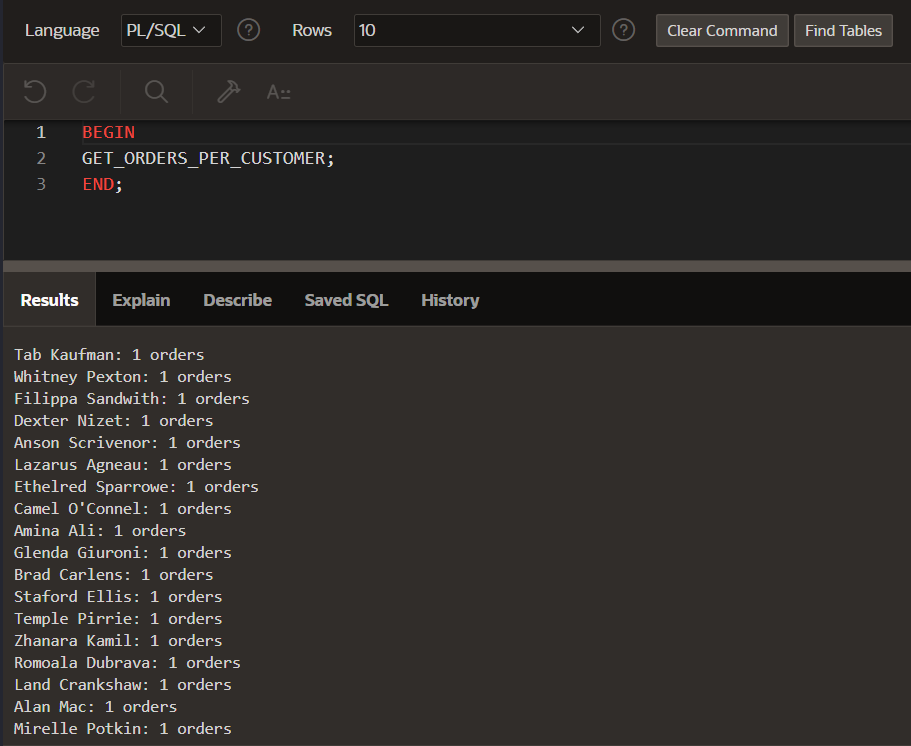 Language PL/SQL ? Rows 10 ? Clear Command Find Tables
A
1 BEGIN
2 GET_ORDERS_PER_CUSTOMER;
3 END;
Results Explain Describe Saved SQL History
Tab Kaufman: 1 orders
Whitney Pexton: 1 orders
Filippa Sandwith: 1 orders
Dexter Nizet: 1 orders
Anson Scrivenor: 1 orders
Lazarus Agneau: 1 orders
Ethelred Sparrowe: 1 orders
Camel O'Connel: 1 orders
Amina Ali: 1 orders
Glenda Giuroni: 1 orders
Brad Carlens: 1 orders
Staford Ellis: 1 orders
Temple Pirrie: 1 orders
Zhanara Kamil: 1 orders
Romoala Dubrava: 1 orders
Land Crankshaw: 1 orders
Alan Mac: 1 orders
Mirelle Potkin: 1 orders